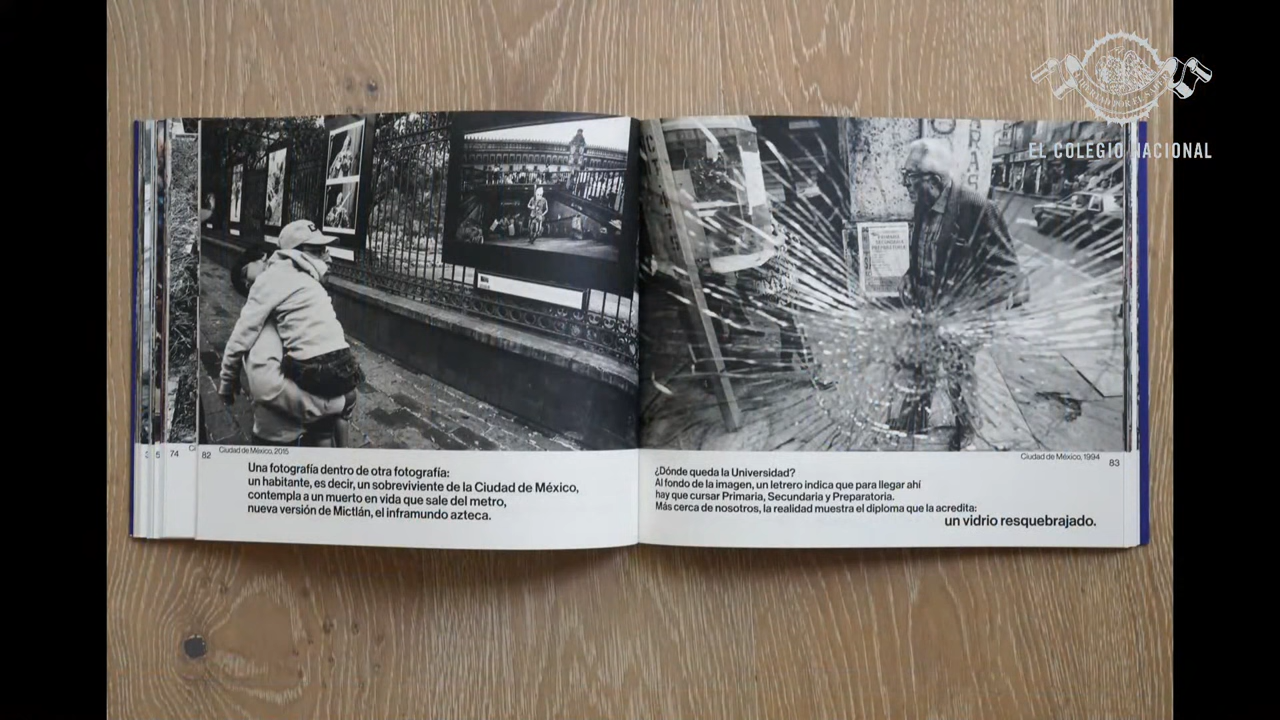 EL COLEGIO NACIONAL
PRIMARIA
SECUNDARIA
PREPARATORIA
74
82
Ciudad de México, 2015
Una fotografía dentro de otra fotografía:
un habitante, es decir, un sobreviviente de la Ciudad de México,
contempla a un muerto en vida que sale del metro,
nueva versión de Mictlán, el inframundo azteca.
Ciudad de México, 1994
83
¿Dónde queda la Universidad?
Al fondo de la imagen, un letrero indica que para llegar ahí
hay que cursar Primaria, Secundaria y Preparatoria.
Más cerca de nosotros, la realidad muestra el diploma que la acredita:
un vidrio resquebrajado.